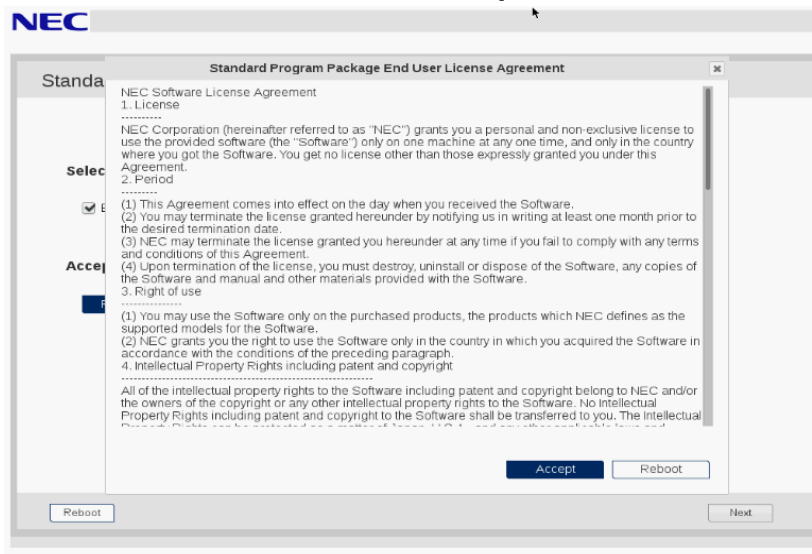 NEC
Standa
Standard Program Package End User License Agreement
NEC Software License Agreement
1. License
----------
NEC Corporation (hereinafter referred to as "NEC") grants you a personal and non-exclusive license to
use the provided software (the "Software") only on one machine at any one time, and only in the country
where you got the Software. You get no license other than those expressly granted you under this
Agreement.
2. Period
---------
(1) This Agreement comes into effect on the day when you received the Software.
(2) You may terminate the license granted hereunder by notifying us in writing at least one month prior to
the desired termination date.
(3) NEC may terminate the license granted you hereunder at any time if you fail to comply with any terms
and conditions of this Agreement.
(4) Upon termination of the license, you must destroy, uninstall or dispose of the Software, any copies of
the Software and manual and other materials provided with the Software.
3. Right of use
---------------
(1) You may use the Software only on the purchased products, the products which NEC defines as the
supported models for the Software.
(2) NEC grants you the right to use the Software only in the country in which you acquired the Software in
accordance with the conditions of the preceding paragraph.
4. Intellectual Property Rights including patent and copyright
--------------------------------------------------------------
All of the intellectual property rights to the Software including patent and copyright belong to NEC and/or
the owners of the copyright or any other intellectual property rights to the Software. No Intellectual
Property Rights including patent and copyright to the Software shall be transferred to you. The Intellectual
Selec
Accep
Accept
Reboot
Reboot
Next